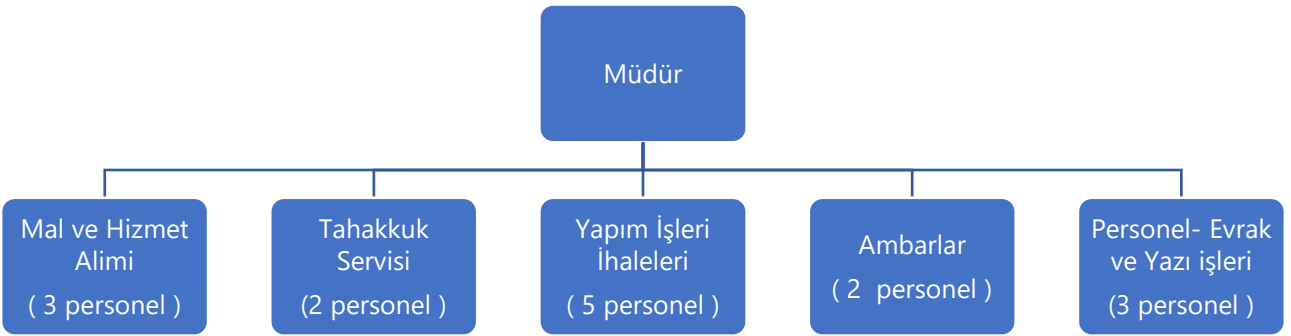 Müdür
Mal ve Hizmet
Alimi
( 3 personel )
Tahakkuk
Servisi
(2 personel )
Yapım İşleri
İhaleleri
( 5 personel )
Ambarlar
( 2  personel )
Personel- Evrak
ve Yazı işleri
(3 personel )